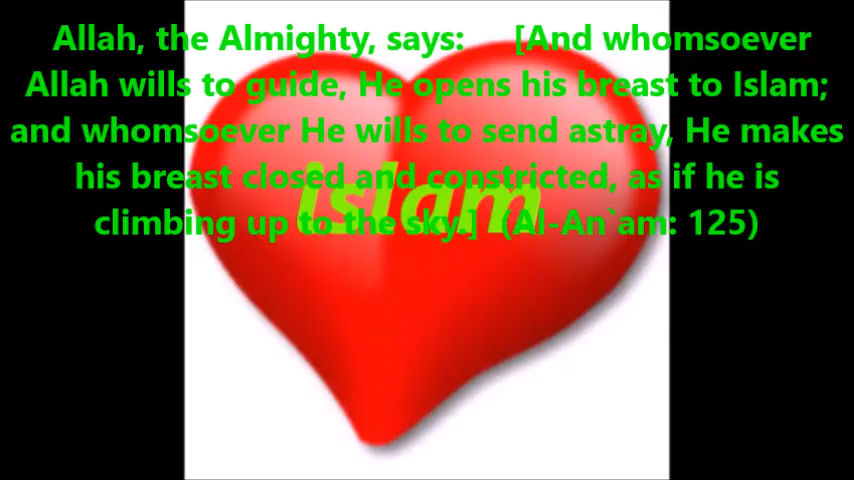 Allah, the Almighty, says: [And whomsoever
Allah wills to guide, He opens his breast to Islam;
and whomsoever He wills to send astray, He makes
his breast closed and constricted, as if he is
climbing up to the sky.] (Al-An`am: 125)
islam